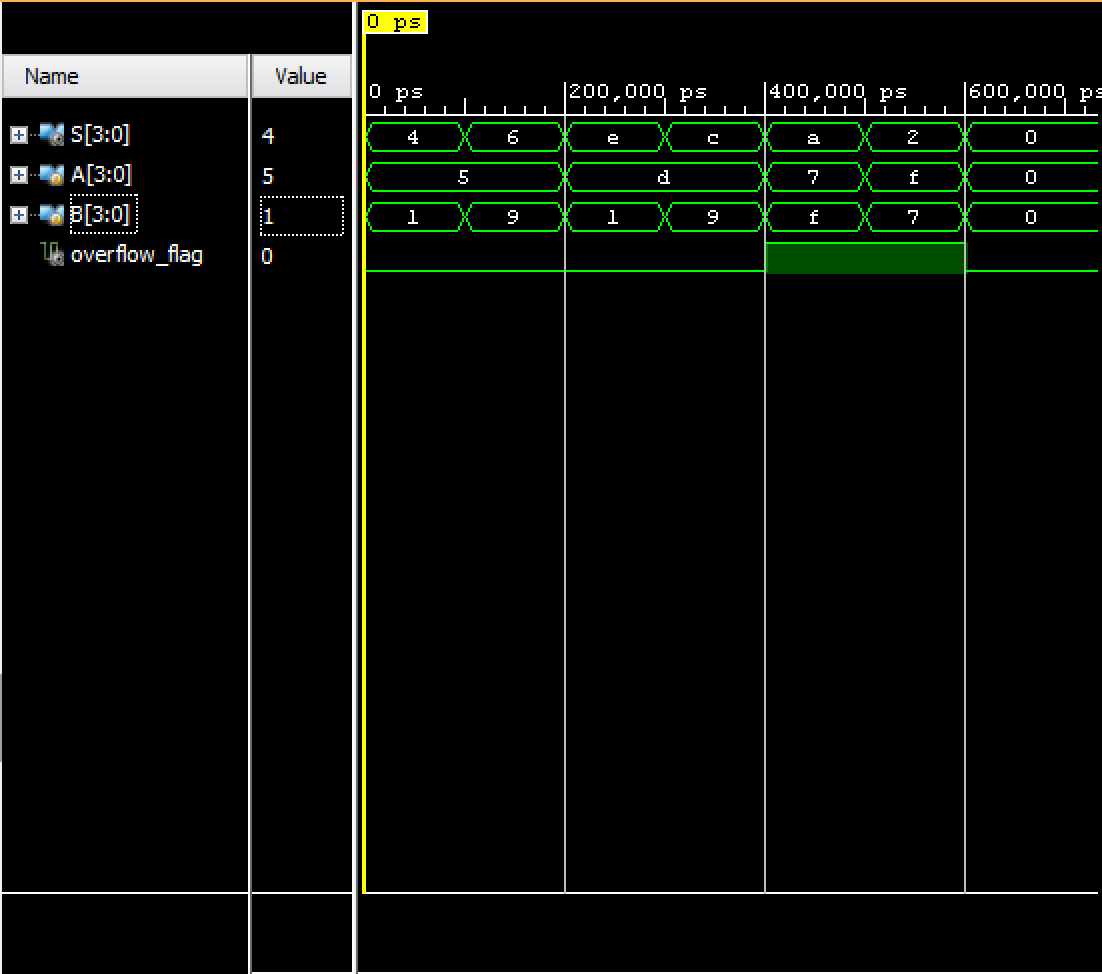 0 ps
Name Value
0 ps 200,000 ps 400,000 ps 600,000 ps
S[3:0] 4 4 6 e c a 2 0
A[3:0] 5 5 d 7 f 0
B[3:0] 1 1 9 1 9 f 7 0
overflow_flag 0